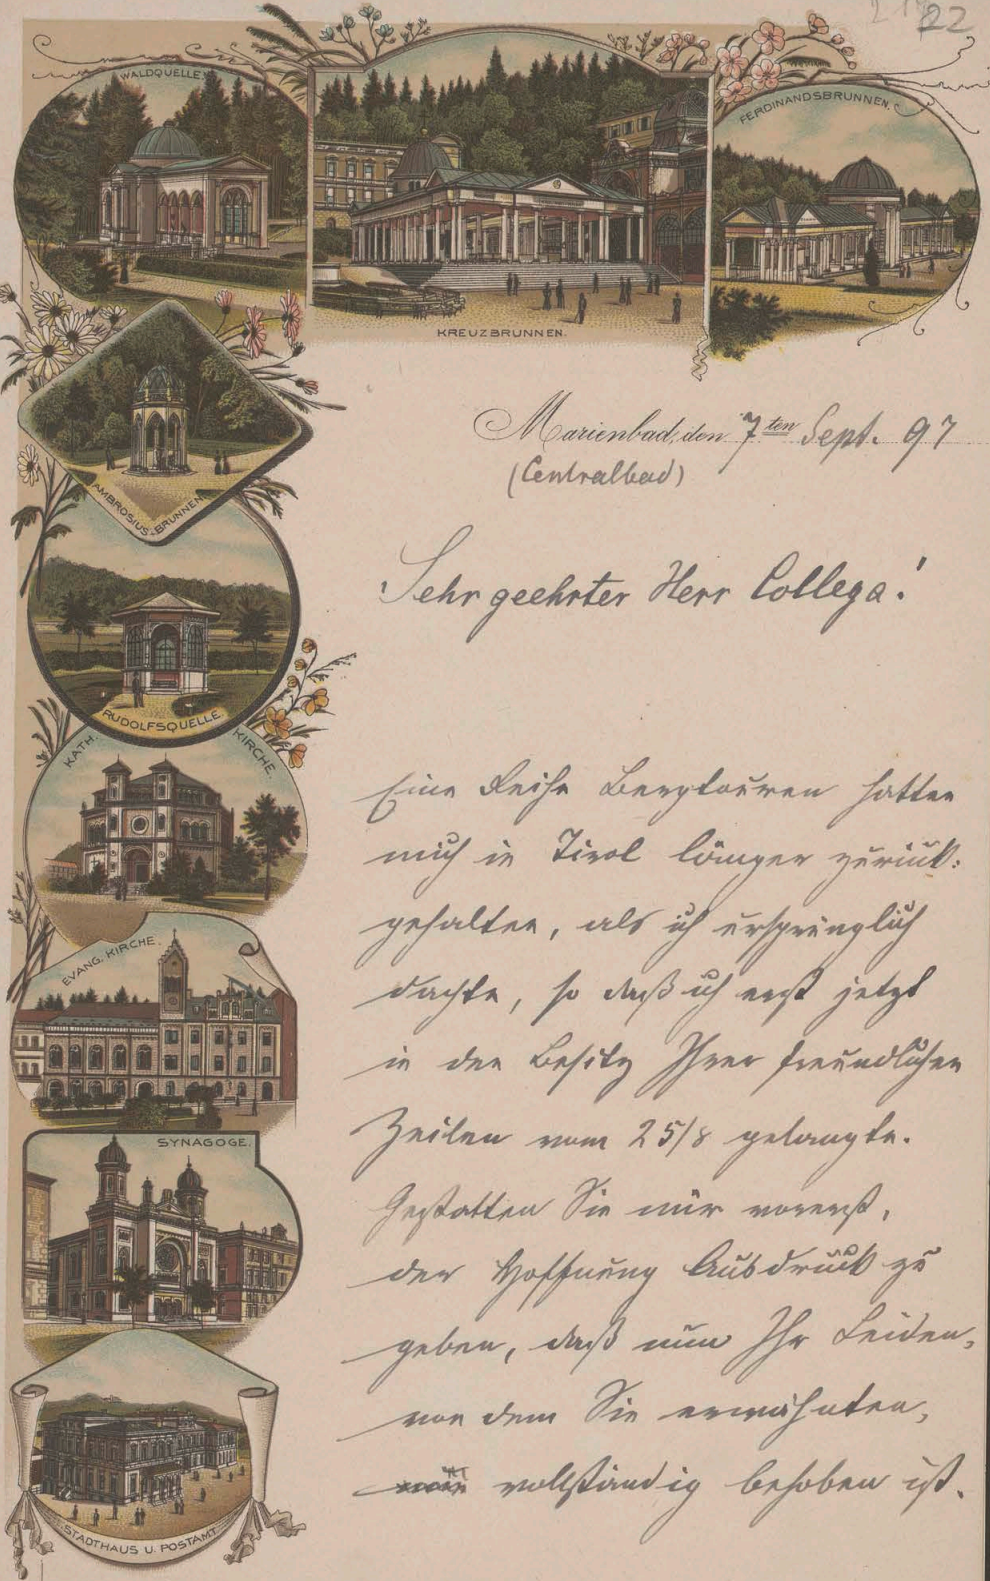 22
WALDQUELLE.
KREUZBRUNNEN.
FERDINANDSBRUNNEN.
AMBROSIUS-BRUNNEN
RUDOLFSQUELLE
KATH. KIRCHE.
EVANG. KIRCHE.
SYNAGOGE.
STADTHAUS U. POSTAMT.
Marienbad, den 7ten Sept. 97
(Centralbad)
Sehr geehrter Herr Collega!
Eine Reihe Bergtouren hatten
mich in Tirol länger zurück:
gehalten, als ich ursprünglich
dachte, so daß ich erst jetzt
in den Besitz Ihrer freundlichen
Zeilen vom 25/8 gelangte.
Gestatten Sie mir vorerst,
der Hoffnung Ausdruck zu
geben, daß nun Ihr Leiden,
von dem Sie erwähnten,
vollständig behoben ist.